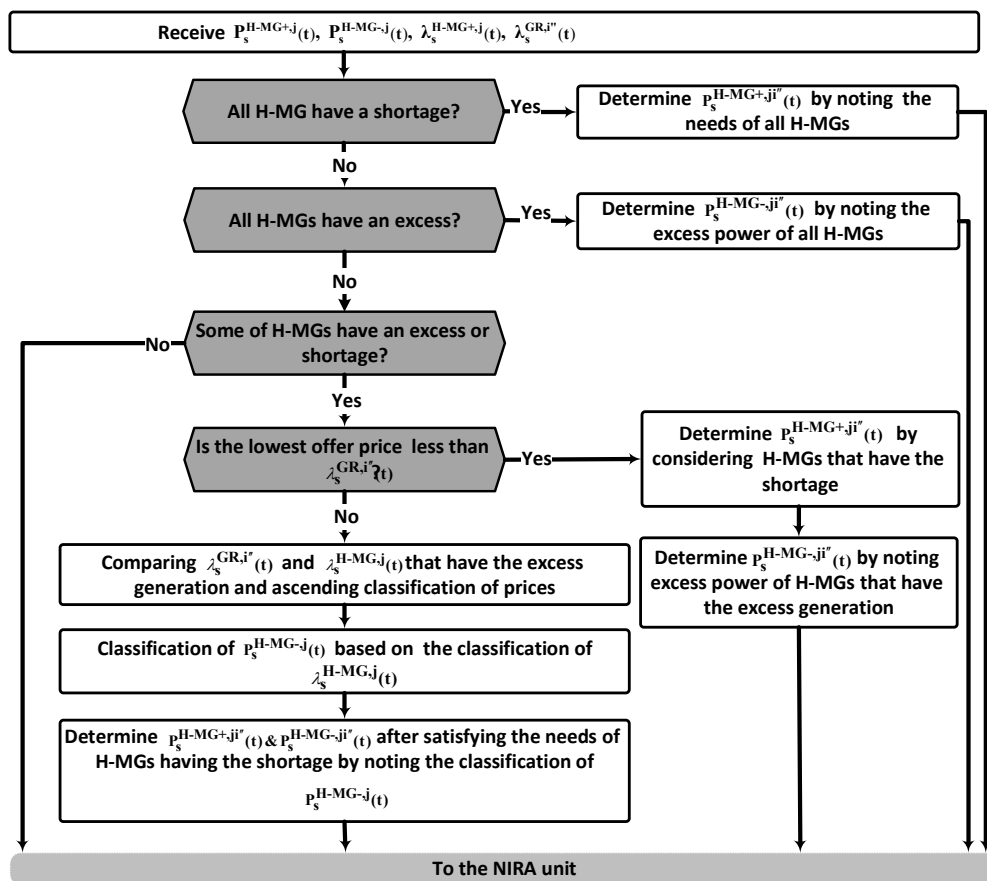 Receive P_s^{H-MG+,j}(t), P_s^{H-MG-,j}(t), λ_s^{H-MG+,j}(t), λ_s^{GR,i''}(t)
All H-MG have a shortage?
Yes
Determine P_s^{H-MG+,ji''}(t) by noting the
needs of all H-MGs
No
All H-MGs have an excess?
Yes
Determine P_s^{H-MG-,ji''}(t) by noting the
excess power of all H-MGs
No
Some of H-MGs have an excess or
shortage?
No
Yes
Is the lowest offer price less than
λ_s^{GR,i''}(t)?
Yes
Determine P_s^{H-MG+,ji''}(t) by
considering H-MGs that have the
shortage
No
Comparing λ_s^{GR,i''}(t) and λ_s^{H-MG,j}(t) that have the excess
generation and ascending classification of prices
Determine P_s^{H-MG-,ji''}(t) by noting
excess power of H-MGs that have
the excess generation
Classification of P_s^{H-MG-,j}(t) based on the classification of
λ_s^{H-MG,j}(t)
Determine P_s^{H-MG+,ji''}(t) & P_s^{H-MG-,ji''}(t) after satisfying the needs of
H-MGs having the shortage by noting the classification of
P_s^{H-MG-,j}(t)
To the NIRA unit